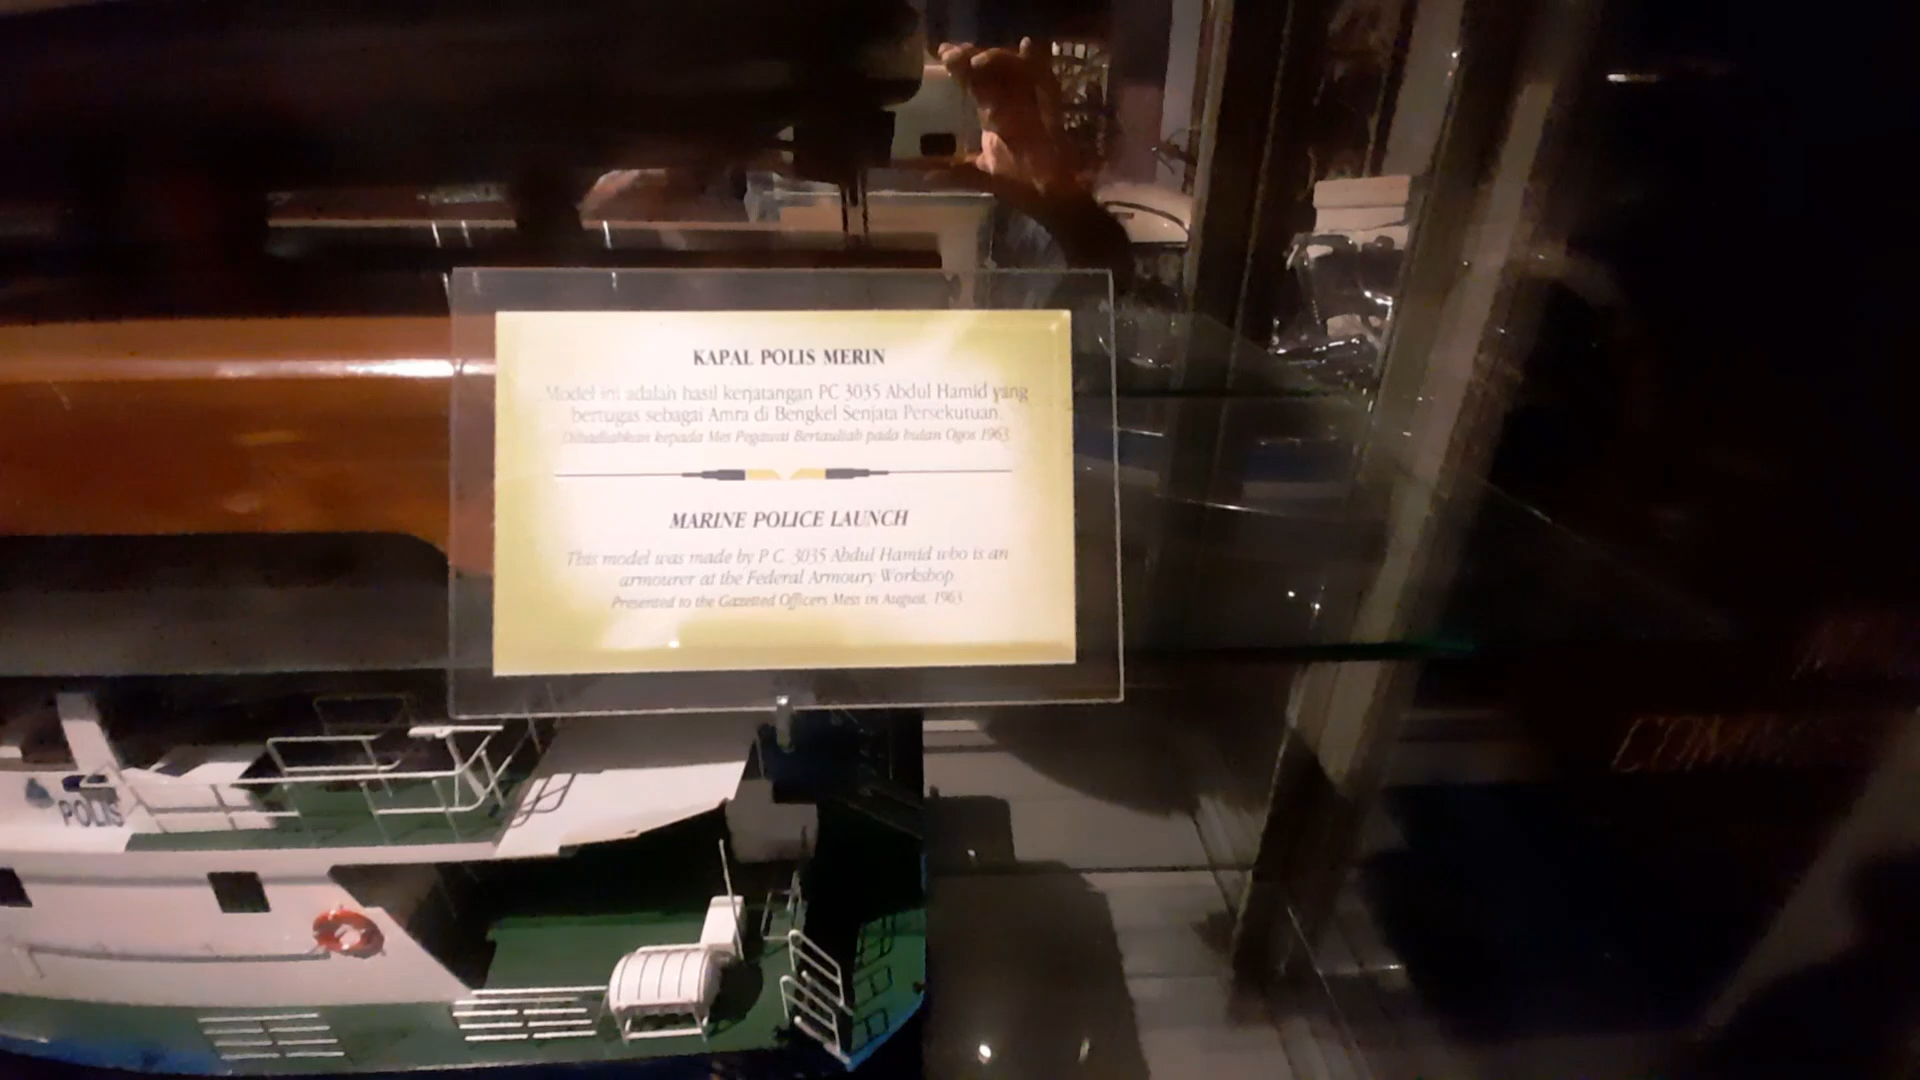 KAPAL POLIS MERIN
Model ini adalah hasil kerjatangan PC 3035 Abdul Hamid yang
bertugas sebagai Amra di Bengkel Senjata Persekutuan.
Dihadiahkan kepada Mes Pegawai Bertauliah pada bulan Ogos 1963
MARINE POLICE LAUNCH
This model was made by P C 3035 Abdul Hamid who is an
armourer at the Federal Armoury Workshop
Presented to the Gazetted Officers Mess in August, 1963
POLIS